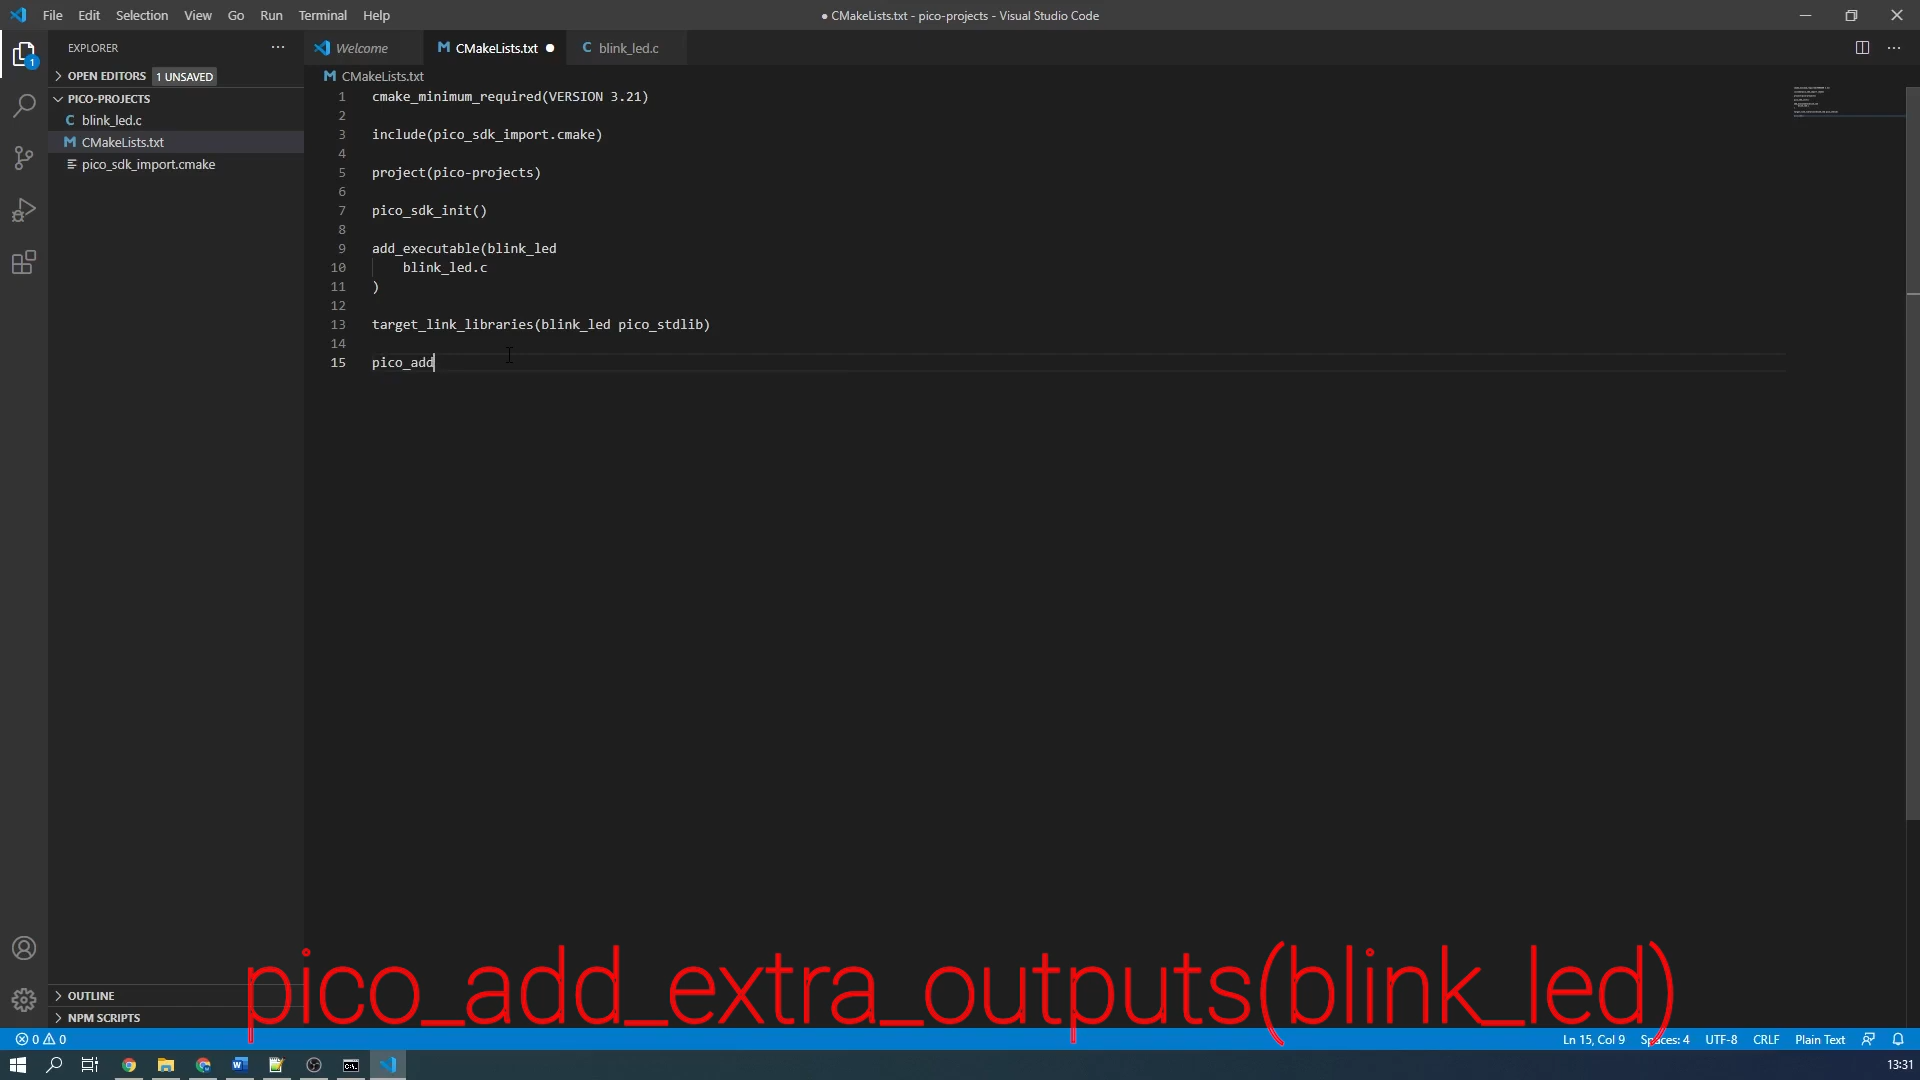 File Edit Selection View Go Run Terminal Help
● CMakeLists.txt - pico-projects - Visual Studio Code
EXPLORER
Welcome
CMakeLists.txt
blink_led.c
OPEN EDITORS 1 UNSAVED
PICO-PROJECTS
blink_led.c
CMakeLists.txt
pico_sdk_import.cmake
CMakeLists.txt
1 cmake_minimum_required(VERSION 3.21)
2
3 include(pico_sdk_import.cmake)
4
5 project(pico-projects)
6
7 pico_sdk_init()
8
9 add_executable(blink_led
10 blink_led.c
11 )
12
13 target_link_libraries(blink_led pico_stdlib)
14
15 pico_add
OUTLINE
NPM SCRIPTS
pico_add_extra_outputs(blink_led)
0 0
Ln 15, Col 9 Spaces: 4 UTF-8 CRLF Plain Text
13:31